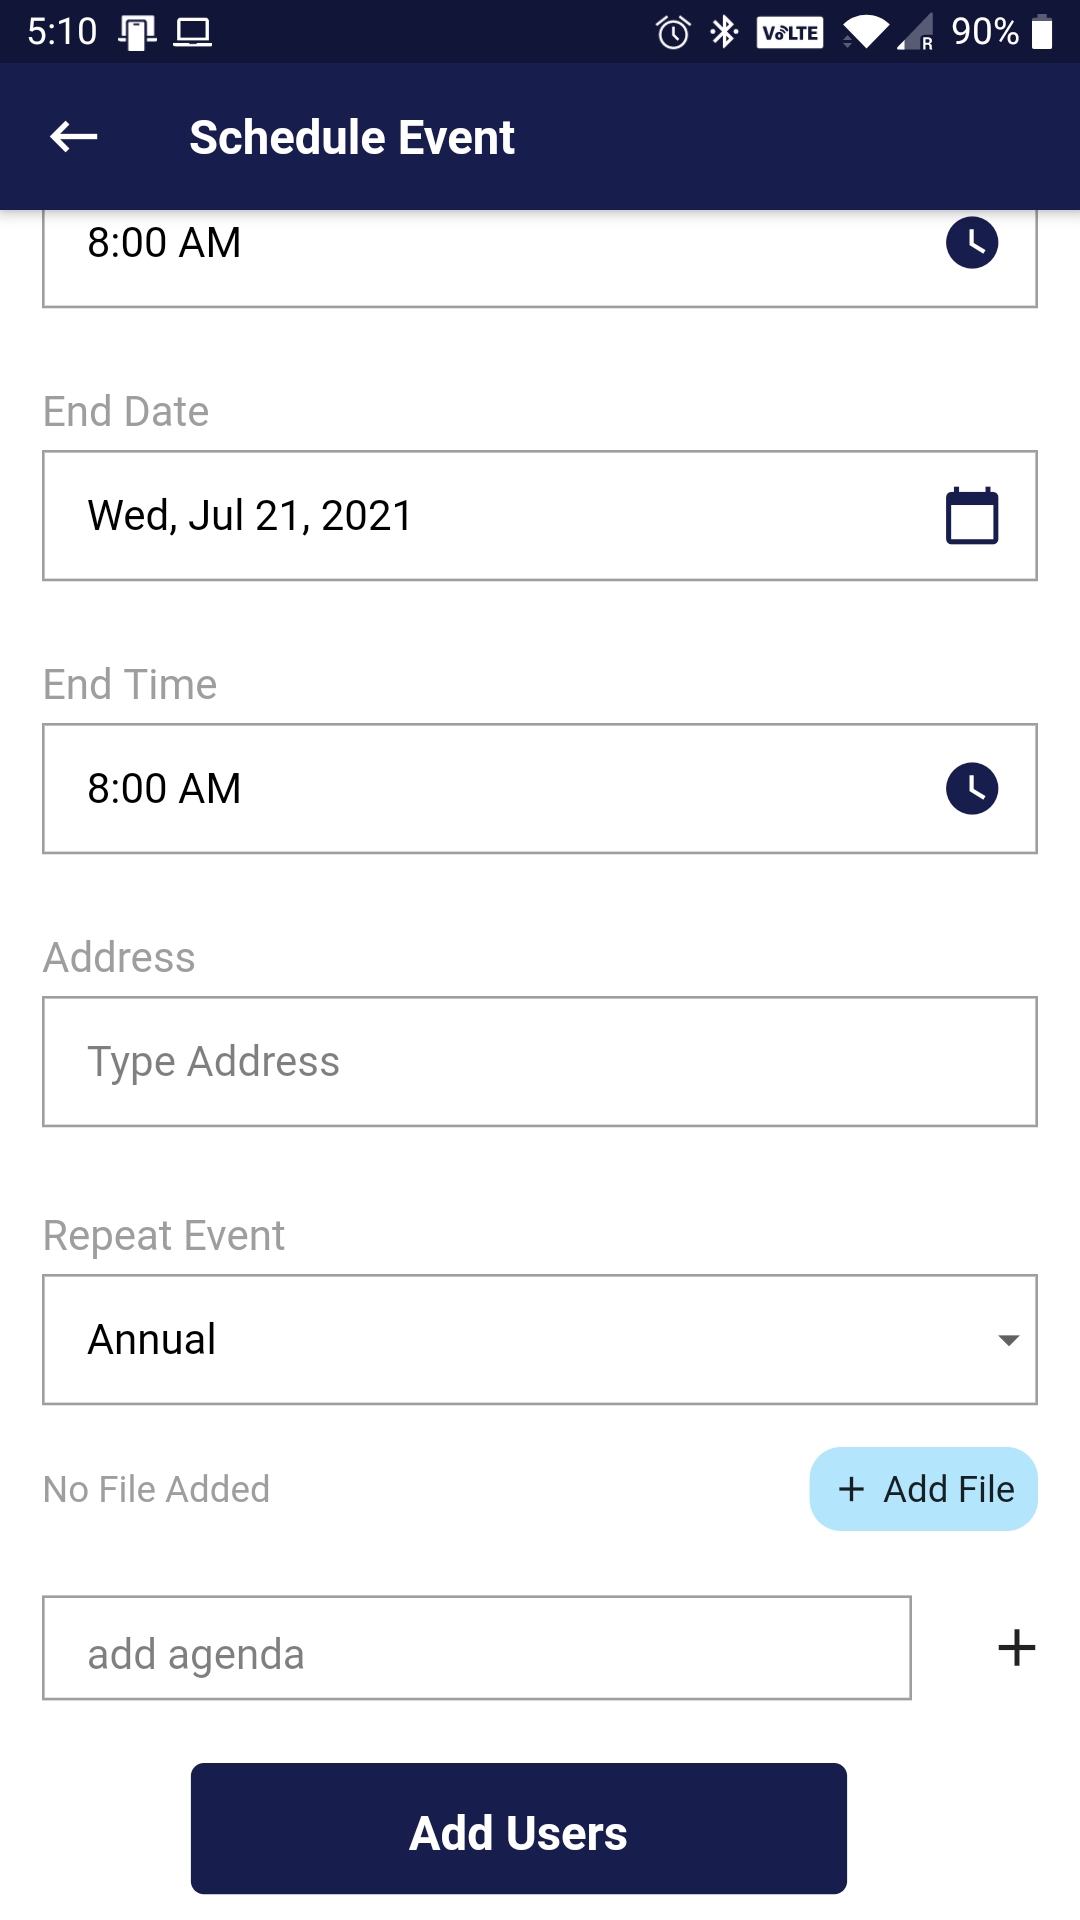 5:10 VoLTE R 90%
Schedule Event
8:00 AM
End Date
Wed, Jul 21, 2021
End Time
8:00 AM
Address
Type Address
Repeat Event
Annual
No File Added + Add File
add agenda +
Add Users